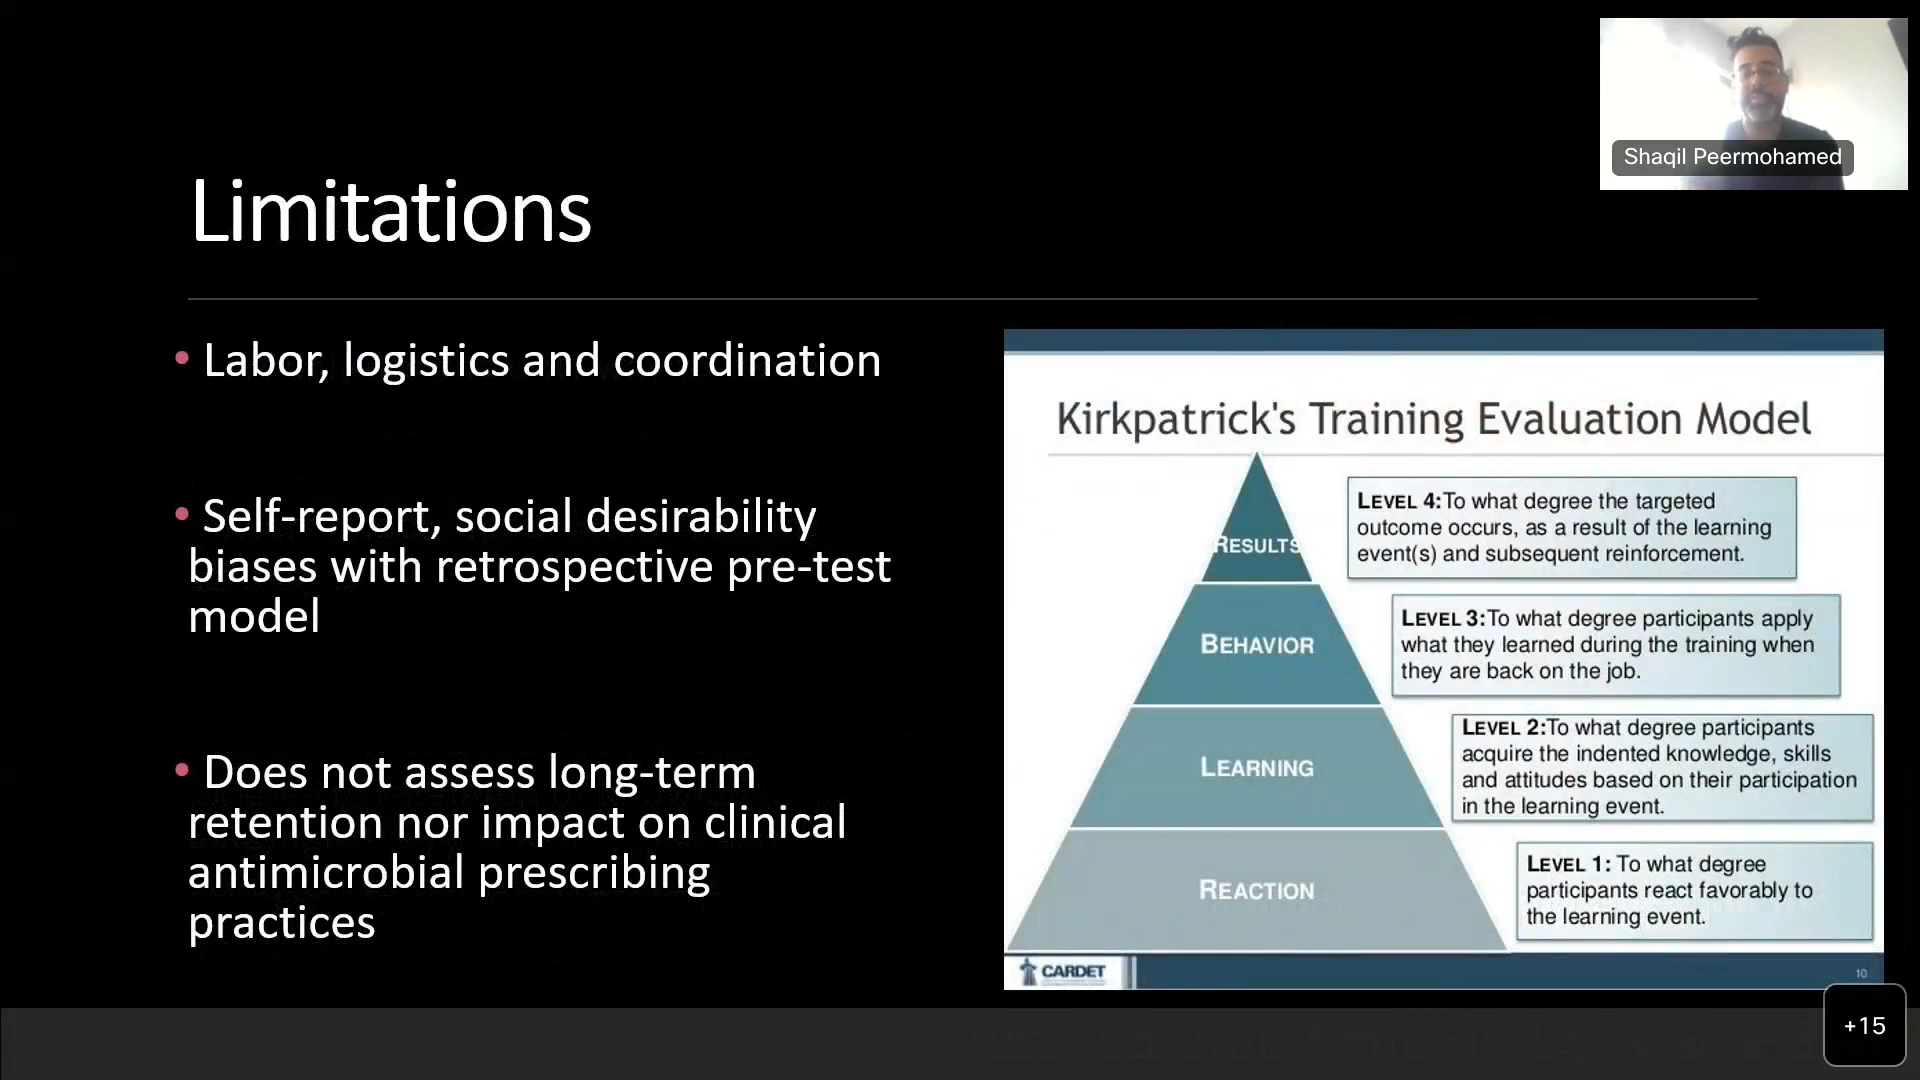 Shaqil Peermohamed
Limitations
• Labor, logistics and coordination
• Self-report, social desirability
biases with retrospective pre-test
model
• Does not assess long-term
retention nor impact on clinical
antimicrobial prescribing
practices
Kirkpatrick's Training Evaluation Model
RESULTS
LEVEL 4:To what degree the targeted
outcome occurs, as a result of the learning
event(s) and subsequent reinforcement.
BEHAVIOR
LEVEL 3:To what degree participants apply
what they learned during the training when
they are back on the job.
LEARNING
LEVEL 2:To what degree participants
acquire the indented knowledge, skills
and attitudes based on their participation
in the learning event.
REACTION
LEVEL 1: To what degree
participants react favorably to
the learning event.
CARDET
10
+15